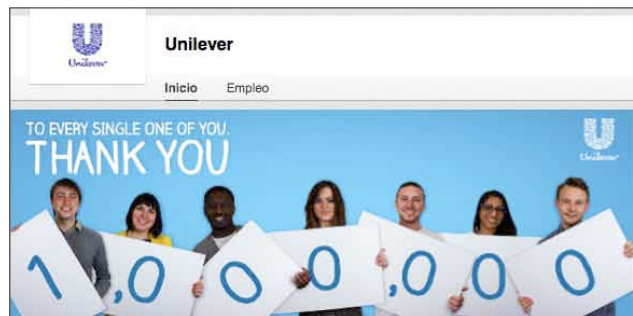 Unilever
Unilever
Inicio Empleo
TO EVERY SINGLE ONE OF YOU.
THANK YOU
Unilever
1,000,000